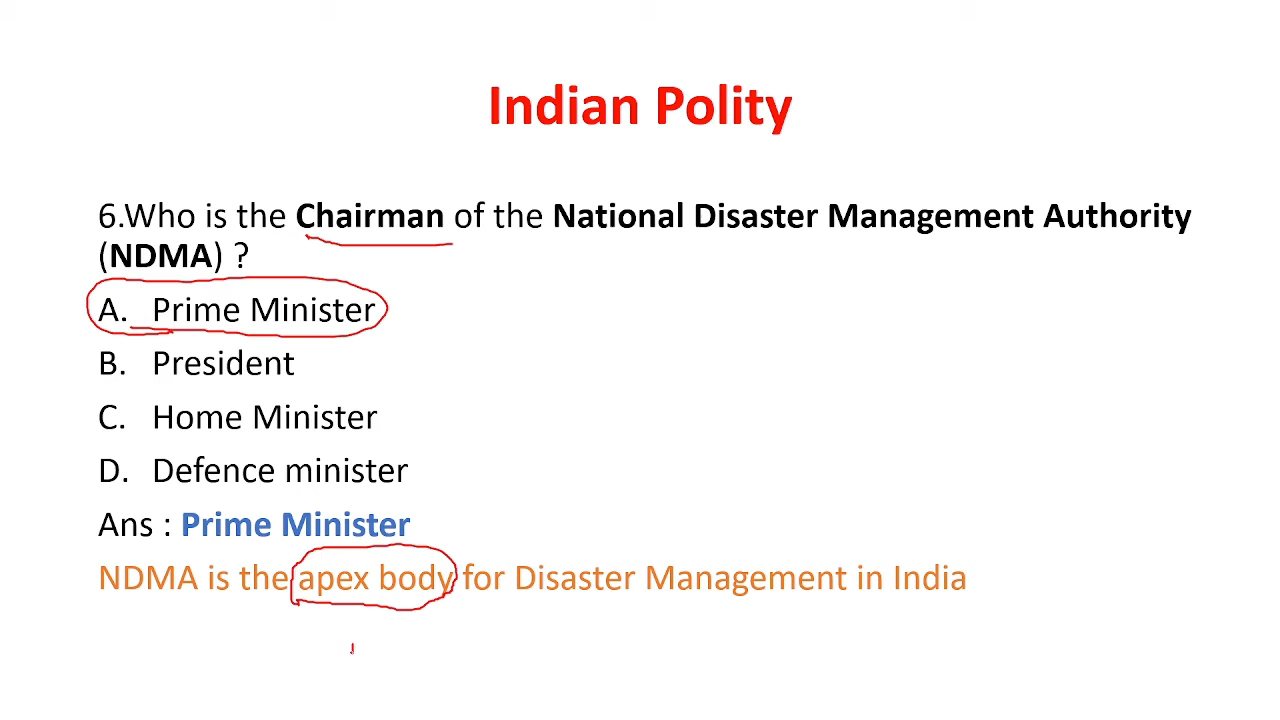 Indian Polity
6.Who is the Chairman of the National Disaster Management Authority
(NDMA) ?
A. Prime Minister
B. President
C. Home Minister
D. Defence minister
Ans : Prime Minister
NDMA is the apex body for Disaster Management in India